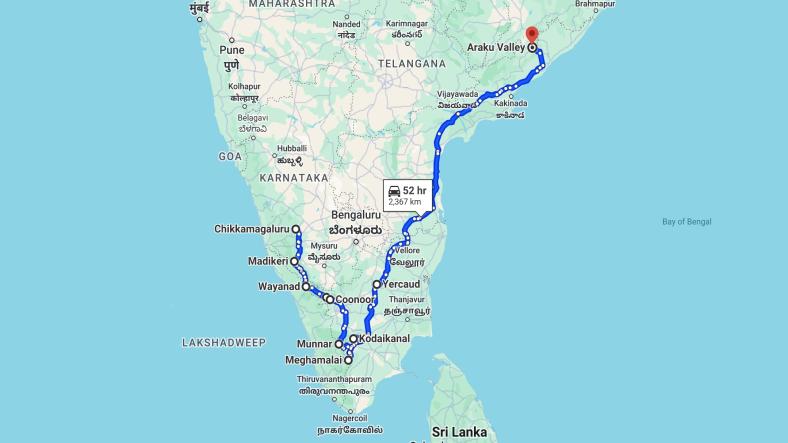 MAHARASHTRA
Brahmapur
मुंबई
Nanded
नांदेड
Karimnagar
కరీంనగర్
Araku Valley
Pune
पुणे
TELANGANA
Kolhapur
कोल्हापूर
Vijayawada
విజయవాడ
Kakinada
కాకినాడ
Belagavi
ಬೆಳಗಾವಿ
GOA
Hubballi
ಹುಬ್ಬಳ್ಳಿ
KARNATAKA
52 hr
2,367 km
Bengaluru
ಬೆಂಗಳೂರು
Bay of Bengal
Chikkamagaluru
Mysuru
ಮೈಸೂರು
Vellore
வேலூர்
Madikeri
Wayanad
Yercaud
Coonoor
Thanjavur
தஞ்சாவூர்
LAKSHADWEEP
Munnar
Kodaikanal
Meghamalai
Thiruvananthapuram
തിരുവനന്തപുരം
Nagercoil
நாகர்கோவில்
Sri Lanka